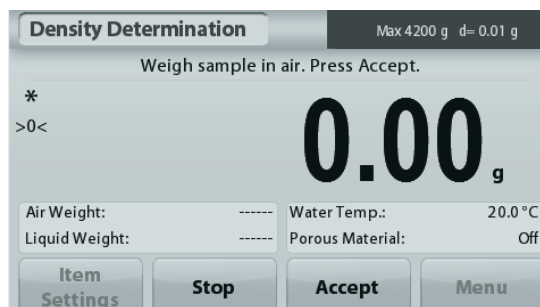 Density Determination
Max 4200 g d= 0.01 g
Weigh sample in air. Press Accept.
*
>0<
0.00 g
Air Weight: ------ Water Temp.: 20.0 °C
Liquid Weight: ------ Porous Material: Off
Item Settings
Stop
Accept
Menu